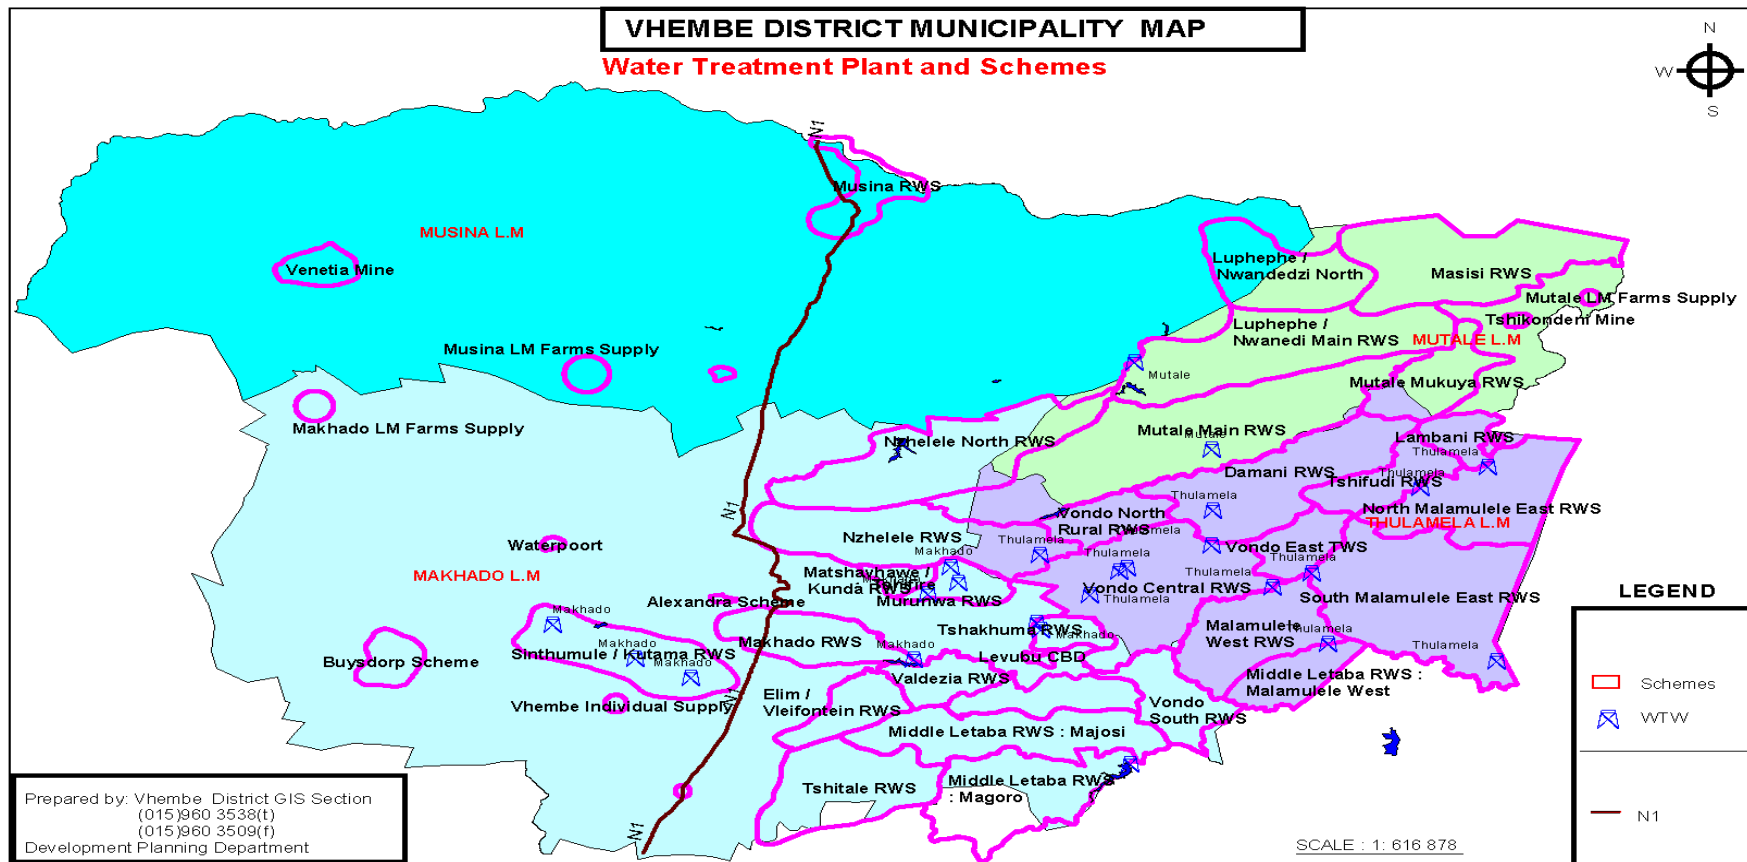 VHEMBE DISTRICT MUNICIPALITY MAP
Water Treatment Plant and Schemes
N
W
S
N1
Musina RWS
MUSINA L.M
Venetia Mine
Luphephe /
Nwandedzi North
Masisi RWS
Mutale LM Farms Supply
Tshikondeni Mine
Luphephe /
Nwanedi Main RWS
MUTALE L.M
Musina LM Farms Supply
Mutale
Mutale Mukuya RWS
Makhado LM Farms Supply
Nzhelele North RWS
Mutale Main RWS
Mutale
Lambani RWS
Thulamela
Damani RWS
Thulamela
Tshifudi RWS
Thulamela
North Malamulele East RWS
THULAMELA L.M
N1
Vondo North
Rural RWS
Thulamela
Nzhelele RWS
Thulamela
Thulamela
Vondo East TWS
Waterpoort
Makhado
Thulamela
Thulamela
MAKHADO L.M
Matshavhawe /
Kunda RWS
Vondo Central RWS
Thulamela
South Malamulele East RWS
Alexandra Scheme
Murunwa RWS
Makhado
Tshakhuma RWS
Makhado
Malamulele
West RWS
Thulamela
Makhado RWS
Makhado
Sinthumule / Kutama RWS
Makhado
Makhado
Levubu CBD
Thulamela
Buysdorp Scheme
Valdezia RWS
Middle Letaba RWS :
Malamulele West
N1
Elim /
Vleifontein RWS
Vhembe Individual Supply
Vondo
South RWS
Middle Letaba RWS : Majosi
Tshitale RWS
Middle Letaba RWS
: Magoro
N1
LEGEND
Schemes
WTW
N1
Prepared by: Vhembe District GIS Section
(015)960 3538(t)
(015)960 3509(f)
Development Planning Department
SCALE : 1: 616 878